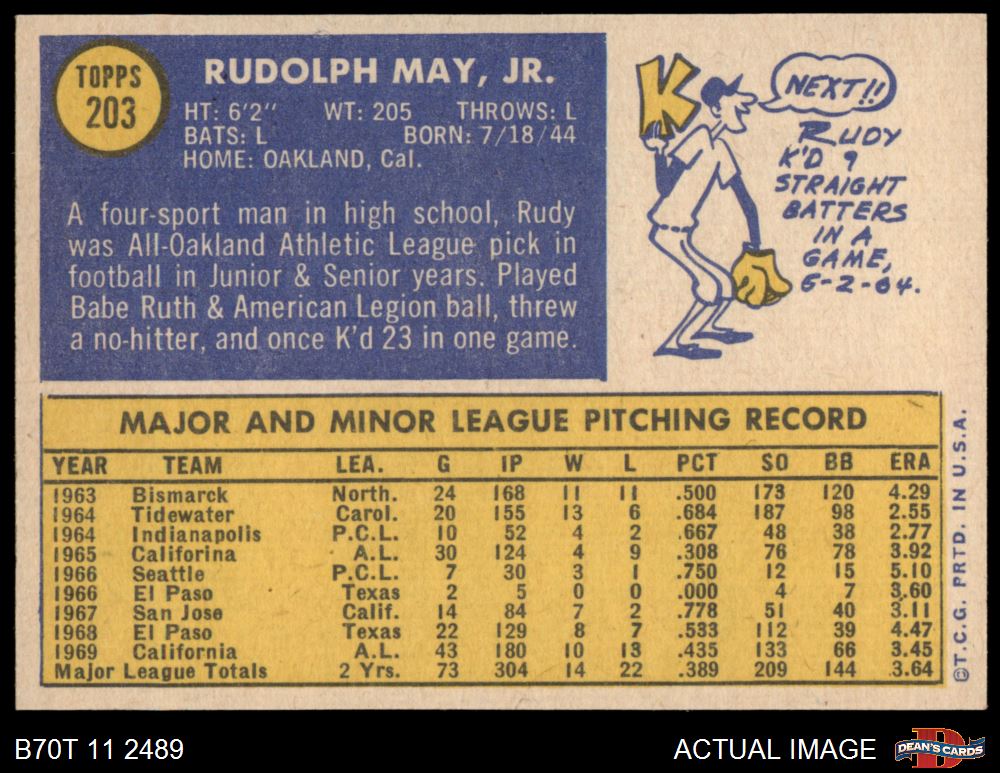 TOPPS
203
RUDOLPH MAY, JR.
HT: 6'2" WT: 205 THROWS: L
BATS: L BORN: 7/18/44
HOME: OAKLAND, Cal.
A four-sport man in high school, Rudy
was All-Oakland Athletic League pick in
football in Junior & Senior years. Played
Babe Ruth & American Legion ball, threw
a no-hitter, and once K'd 23 in one game.
K
NEXT!!
RUDY
K'D 9
STRAIGHT
BATTERS
IN A
GAME,
6-2-64.
MAJOR AND MINOR LEAGUE PITCHING RECORD
YEAR TEAM LEA. G IP W L PCT SO BB ERA
1963 Bismarck North. 24 168 11 11 .500 173 120 4.29
1964 Tidewater Carol. 20 155 13 6 .684 187 98 2.55
1964 Indianapolis P.C.L. 10 52 4 2 .667 48 38 2.77
1965 Califorina A.L. 30 124 4 9 .308 76 78 3.92
1966 Seattle P.C.L. 7 30 3 1 .750 12 15 5.10
1966 El Paso Texas 2 5 0 0 .000 4 7 3.60
1967 San Jose Calif. 14 84 7 2 .778 51 40 3.11
1968 El Paso Texas 22 129 8 7 .533 112 39 4.47
1969 California A.L. 43 180 10 13 .435 133 66 3.45
Major League Totals 2 Yrs. 73 304 14 22 .389 209 144 3.64
©T.C.G. PRTD. IN U.S.A.
B70T 11 2489
ACTUAL IMAGE
D
DEAN'S CARDS